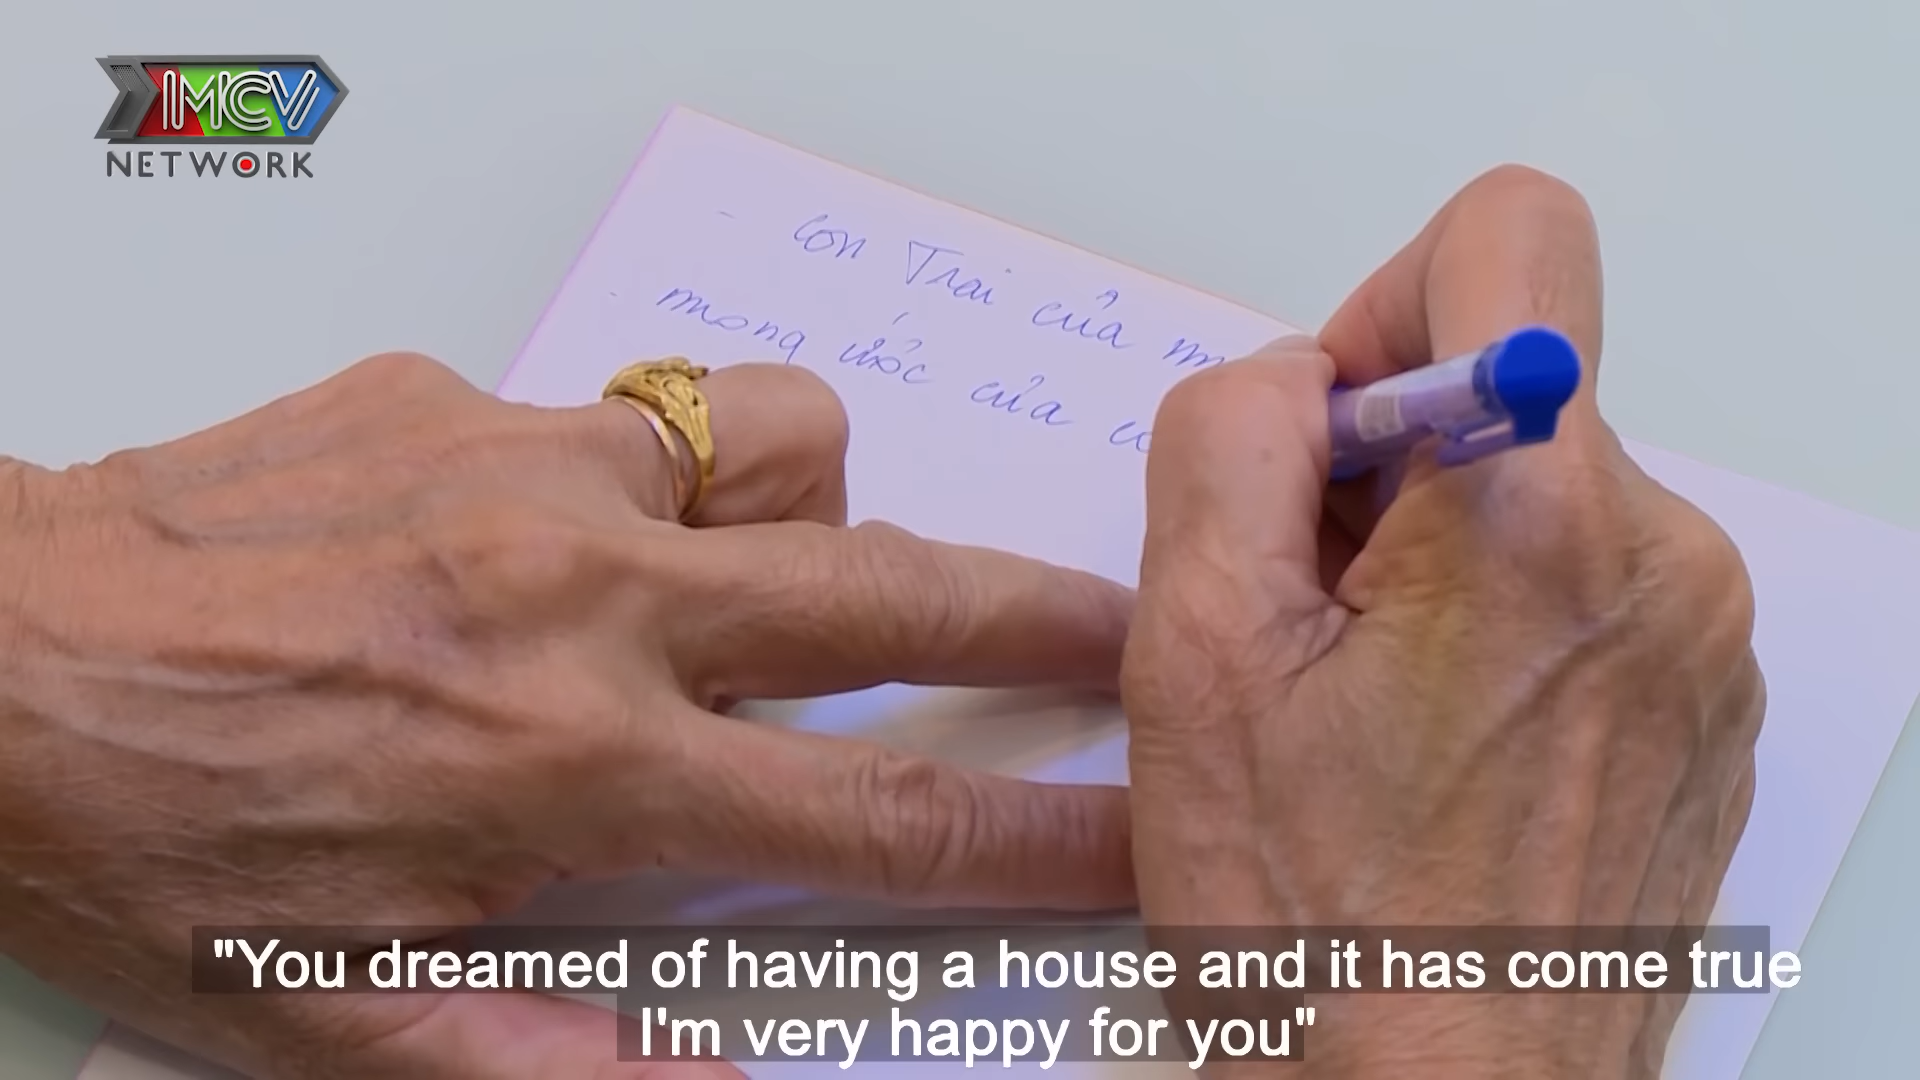 MCV
NETWORK
- con Trai của
- mong ước của
"You dreamed of having a house and it has come true
I'm very happy for you"